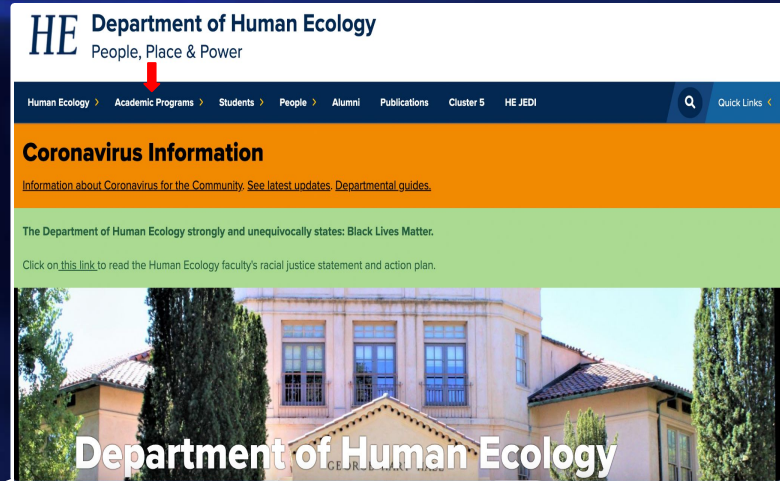 HE Department of Human Ecology
People, Place & Power
Human Ecology Academic Programs Students People Alumni Publications Cluster 5 HE JEDI Quick Links
Coronavirus Information
Information about Coronavirus for the Community. See latest updates. Departmental guides.
The Department of Human Ecology strongly and unequivocally states: Black Lives Matter.
Click on this link to read the Human Ecology faculty's racial justice statement and action plan.
Department of Human Ecology
GEORGE HART HALL